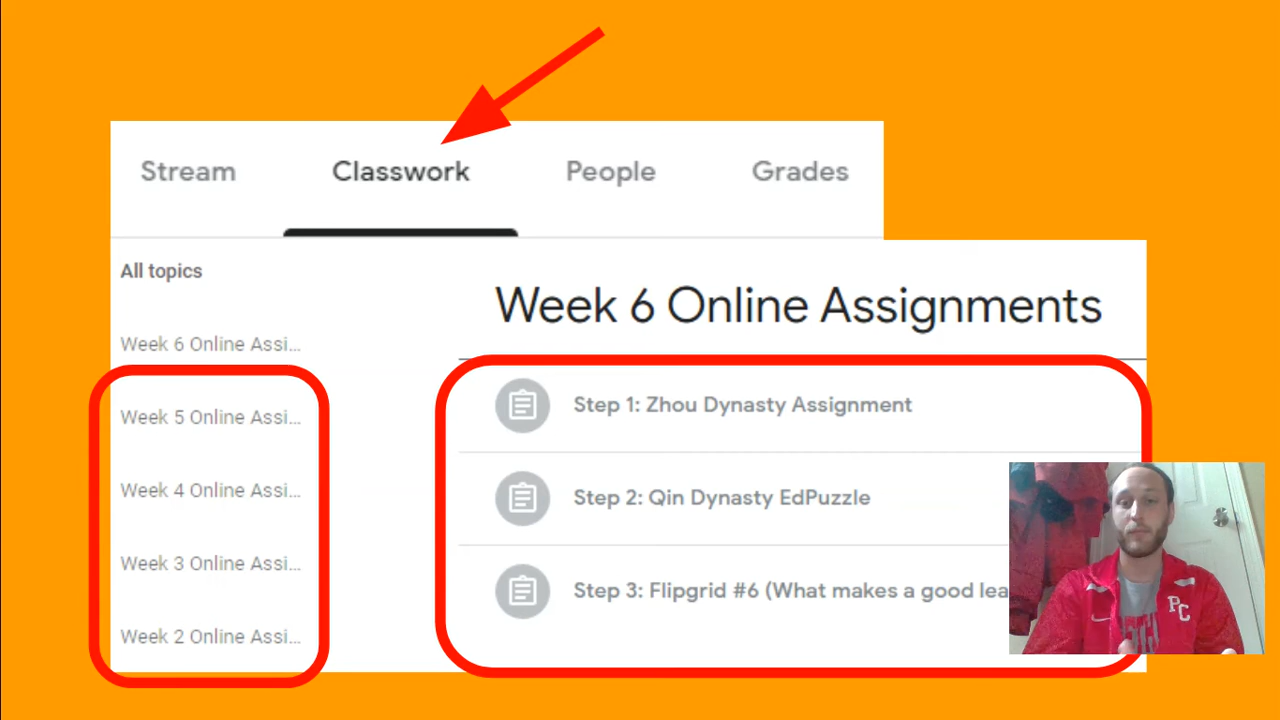 Stream Classwork People Grades
All topics
Week 6 Online Assi...
Week 5 Online Assi...
Week 4 Online Assi...
Week 3 Online Assi...
Week 2 Online Assi...
Week 6 Online Assignments
Step 1: Zhou Dynasty Assignment
Step 2: Qin Dynasty EdPuzzle
Step 3: Flipgrid #6 (What makes a good lea
PC